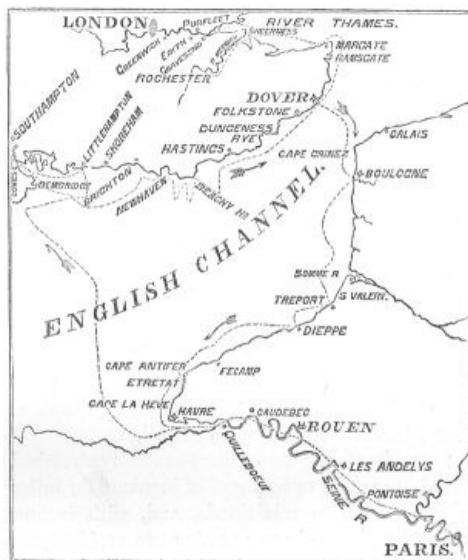 LONDON
PURFLEET
RIVER THAMES.
GREENWICH
ERITH
GRAVESEND
SHEERNESS
ROCHESTER
MARGATE
RAMSGATE
DOVER
FOLKSTONE
DUNGENESS
RYE
HASTINGS
CAPE GRINEZ
CALAIS
BOULOGNE
SOUTHAMPTON
LITTLEHAMPTON
SHOREHAM
COWES
BEMBRIDGE
BRIGHTON
NEWHAVEN
BEACHY HD
ENGLISH CHANNEL.
SOMME R
TREPORT
S VALERI.
DIEPPE
CAPE ANTIFER
ETRETAT
FECAMP
CAPE LA HEVE
HAVRE
CAUDEBEC
ROUEN
QUILLEBOEUF
SEINE R
LES ANDELYS
PONTOISE
PARIS.